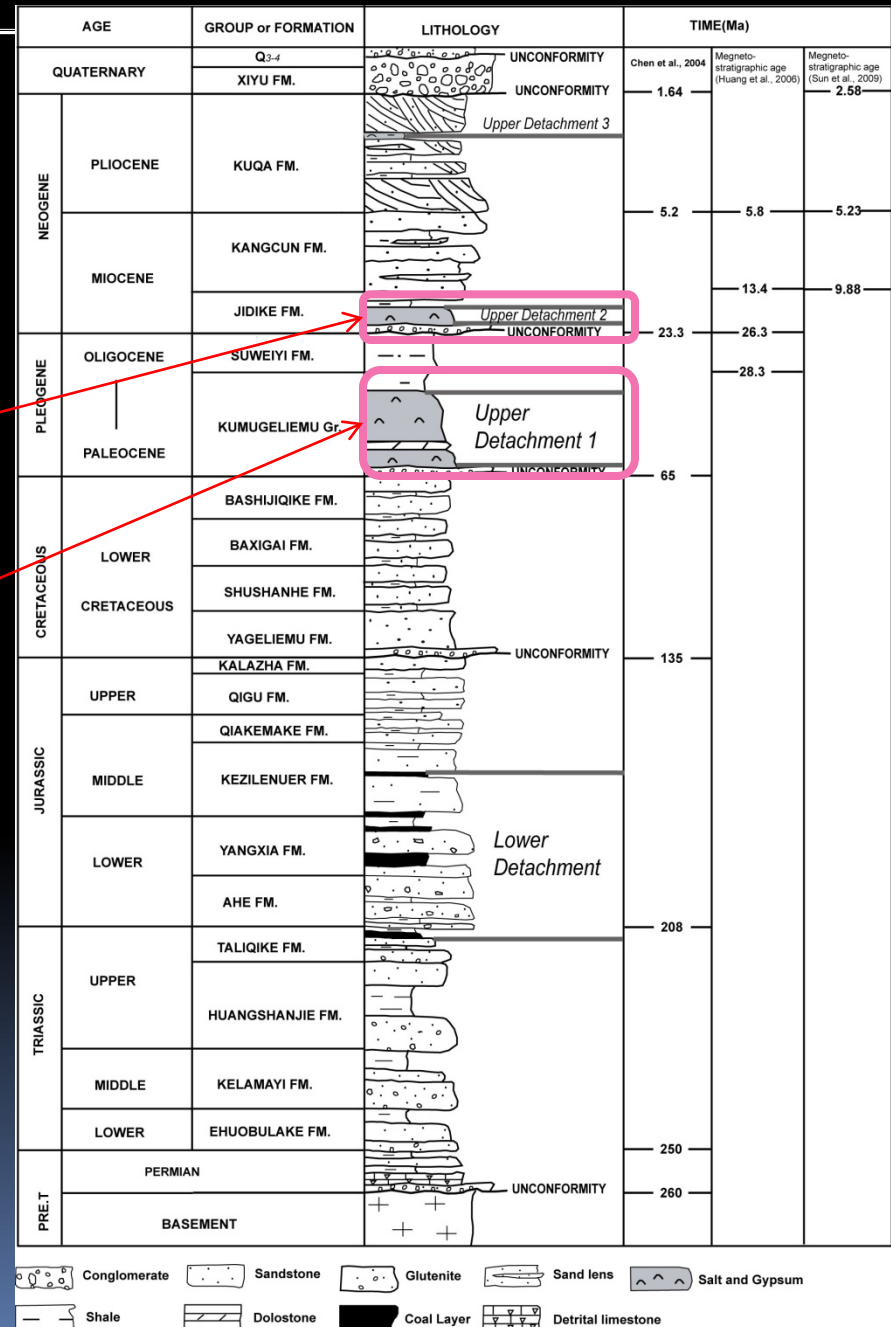 AGE
GROUP or FORMATION
LITHOLOGY
TIME(Ma)
QUATERNARY
Q3-4
UNCONFORMITY
Chen et al., 2004
Megneto-
stratigraphic age
(Huang et al., 2006)
Megneto-
stratigraphic age
(Sun et al., 2009)
XIYU FM.
UNCONFORMITY
1.64
2.58
NEOGENE
PLIOCENE
KUQA FM.
Upper Detachment 3
5.2
5.8
5.23
MIOCENE
KANGCUN FM.
13.4
9.88
JIDIKE FM.
Upper Detachment 2
UNCONFORMITY
23.3
26.3
PLEOGENE
OLIGOCENE
SUWEIYI FM.
28.3
PALEOCENE
KUMUGELIEMU Gr.
Upper
Detachment 1
UNCONFORMITY
65
CRETACEOUS
LOWER
CRETACEOUS
BASHIJIQIKE FM.
BAXIGAI FM.
SHUSHANHE FM.
YAGELIEMU FM.
UNCONFORMITY
135
JURASSIC
UPPER
KALAZHA FM.
QIGU FM.
MIDDLE
QIAKEMAKE FM.
KEZILENUER FM.
LOWER
YANGXIA FM.
AHE FM.
Lower
Detachment
208
TRIASSIC
UPPER
TALIQIKE FM.
HUANGSHANJIE FM.
MIDDLE
KELAMAYI FM.
LOWER
EHUOBULAKE FM.
250
PRE.T
PERMIAN
UNCONFORMITY
260
BASEMENT
Conglomerate
Sandstone
Glutenite
Sand lens
Salt and Gypsum
Shale
Dolostone
Coal Layer
Detrital limestone